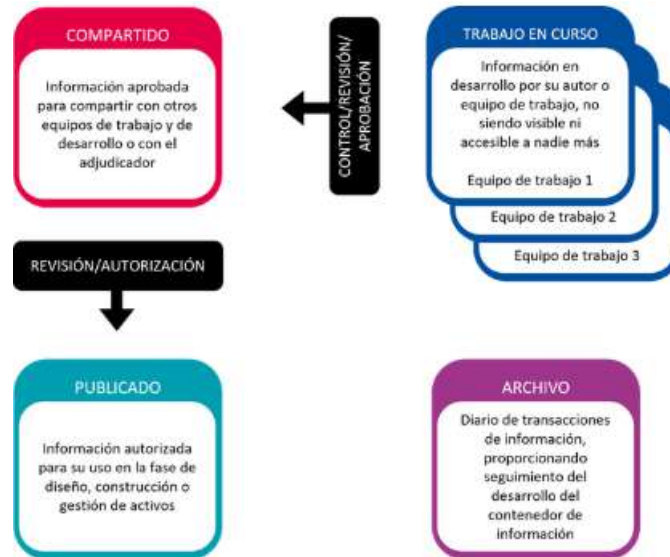 COMPARTIDO
Información aprobada
para compartir con otros
equipos de trabajo y de
desarrollo o con el
adjudicador
CONTROL/REVISIÓN/
APROBACIÓN
TRABAJO EN CURSO
Información en
desarrollo por su autor o
equipo de trabajo, no
siendo visible ni
accesible a nadie más
Equipo de trabajo 1
Equipo de trabajo 2
Equipo de trabajo 3
REVISIÓN/AUTORIZACIÓN
PUBLICADO
Información autorizada
para su uso en la fase de
diseño, construcción o
gestión de activos
ARCHIVO
Diario de transacciones
de información,
proporcionando
seguimiento del
desarrollo del
contenedor de
información